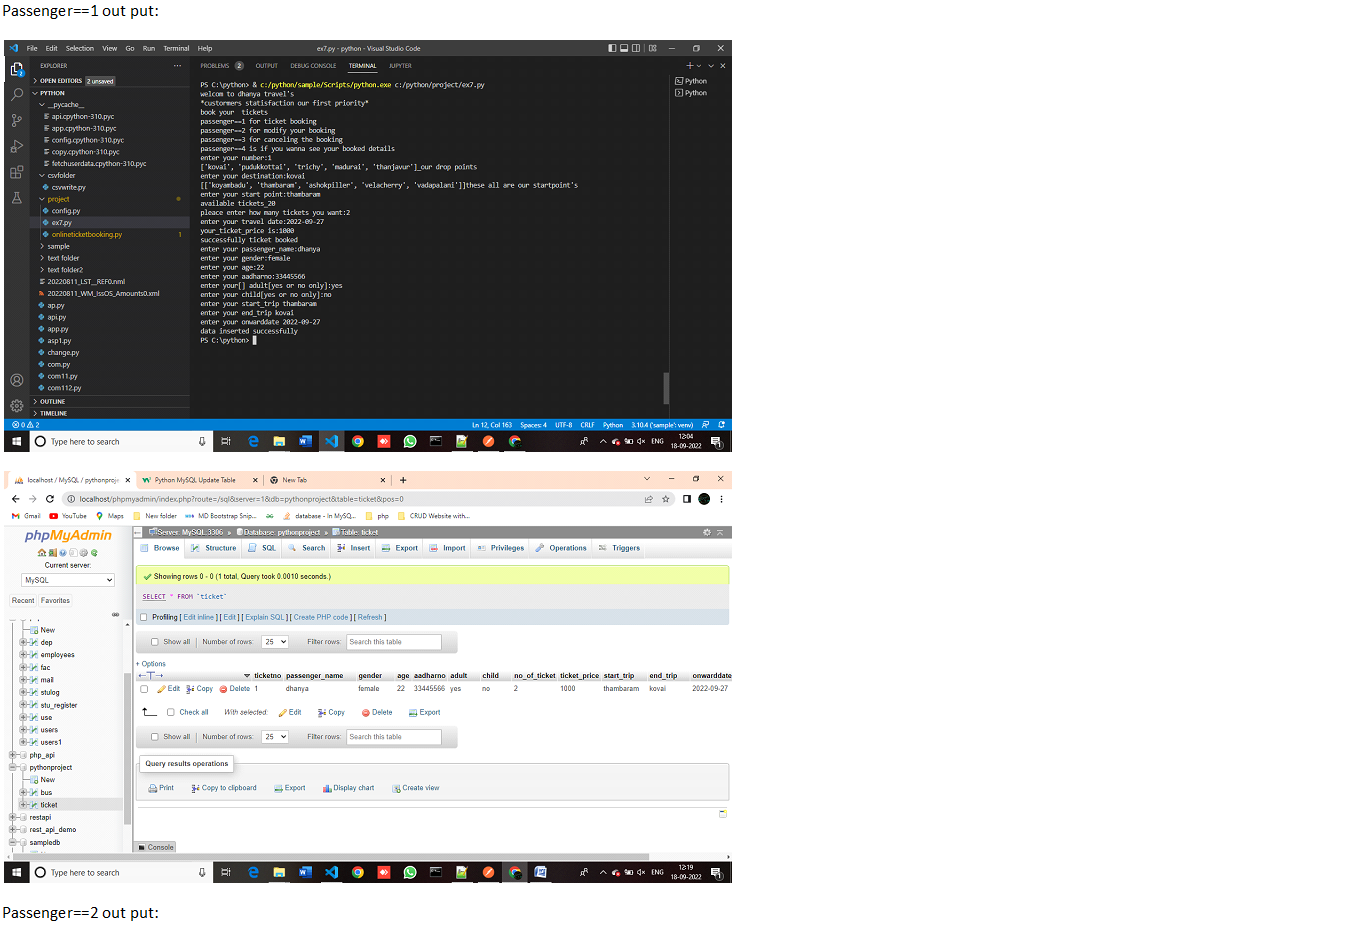 Passenger==1 out put:
File Edit Selection View Go Run Terminal Help
ex7.py - python - Visual Studio Code
EXPLORER
PROBLEMS 2 OUTPUT DEBUG CONSOLE TERMINAL JUPYTER
OPEN EDITORS 2 unsaved
PYTHON
__pycache__
api.cpython-310.pyc
app.cpython-310.pyc
config.cpython-310.pyc
copy.cpython-310.pyc
fetchuserdata.cpython-310.pyc
csvfolder
csvwrite.py
project
config.py
ex7.py
onlineticketbooking.py 1
sample
text folder
text folder2
20220811_LST__REF0.nml
20220811_WM_IssOS_Amounts0.xml
ap.py
api.py
app.py
asp1.py
change.py
com.py
com11.py
com112.py
OUTLINE
TIMELINE
PS C:\python> & c:/python/sample/Scripts/python.exe c:/python/project/ex7.py
welcom to dhanya travel's
*custormers statisfaction our first priority*
book your  tickets
passenger==1 for ticket booking
passenger==2 for modify your booking
passenger==3 for canceling the booking
passenger==4 is if you wanna see your booked details
enter your number:1
['kovai', 'pudukkottai', 'trichy', 'madurai', 'thanjavur']_our drop points
enter your destination:kovai
[['koyambadu', 'thambaram', 'ashokpiller', 'velacherry', 'vadapalani']]these all are our startpoint's
enter your start point:thambaram
available tickets_20
pleace enter how many tickets you want:2
enter your travel date:2022-09-27
your_ticket_price is:1000
successfully ticket booked
enter your passenger_name:dhanya
enter your gender:female
enter your age:22
enter your aadharno:33445566
enter your[] adult[yes or no only]:yes
enter your child[yes or no only]:no
enter your start_trip thambaram
enter your end_trip kovai
enter your onwarddate 2022-09-27
data inserted successfully
PS C:\python>
Python
Python
0 2 Ln 12, Col 163 Spaces: 4 UTF-8 CRLF Python 3.10.4 ('sample': venv)
Type here to search ENG 12:04
18-09-2022 1
localhost / MySQL / pythonproje Python MySQL Update Table New Tab
localhost/phpmyadmin/index.php?route=/sql&server=1&db=pythonproject&table=ticket&pos=0
Gmail YouTube Maps New folder MD Bootstrap Snip... database - In MySQ... php CRUD Website with...
phpMyAdmin
Server: MySQL:3306 » Database: pythonproject » Table: ticket
Browse Structure SQL Search Insert Export Import Privileges Operations Triggers
Current server:
MySQL
Recent Favorites
New
dep
employees
fac
mail
stulog
stu_register
use
users
users1
php_api
pythonproject
New
bus
ticket
restapi
rest_api_demo
sampledb
Showing rows 0 - 0 (1 total, Query took 0.0010 seconds.)
SELECT * FROM `ticket`
Profiling [ Edit inline ] [ Edit ] [ Explain SQL ] [ Create PHP code ] [ Refresh ]
Show all Number of rows: 25 Filter rows: Search this table
+ Options
ticketno passenger_name gender age aadharno adult child no_of_ticket ticket_price start_trip end_trip onwarddate
Edit Copy Delete 1 dhanya female 22 33445566 yes no 2 1000 thambaram kovai 2022-09-27
Check all With selected: Edit Copy Delete Export
Show all Number of rows: 25 Filter rows: Search this table
Query results operations
Print Copy to clipboard Export Display chart Create view
Console
Type here to search ENG 12:19
18-09-2022 1
Passenger==2 out put: